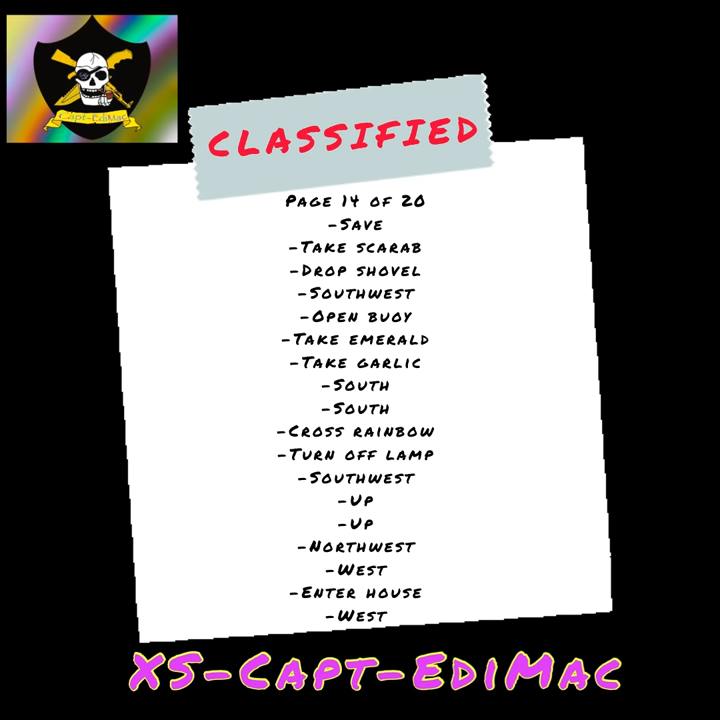 Capt-EdiMac
CLASSIFIED
Page 14 of 20
-Save
-Take scarab
-Drop shovel
-Southwest
-Open buoy
-Take emerald
-Take garlic
-South
-South
-Cross rainbow
-Turn off lamp
-Southwest
-Up
-Up
-Northwest
-West
-Enter house
-West
XS-Capt-EdiMac